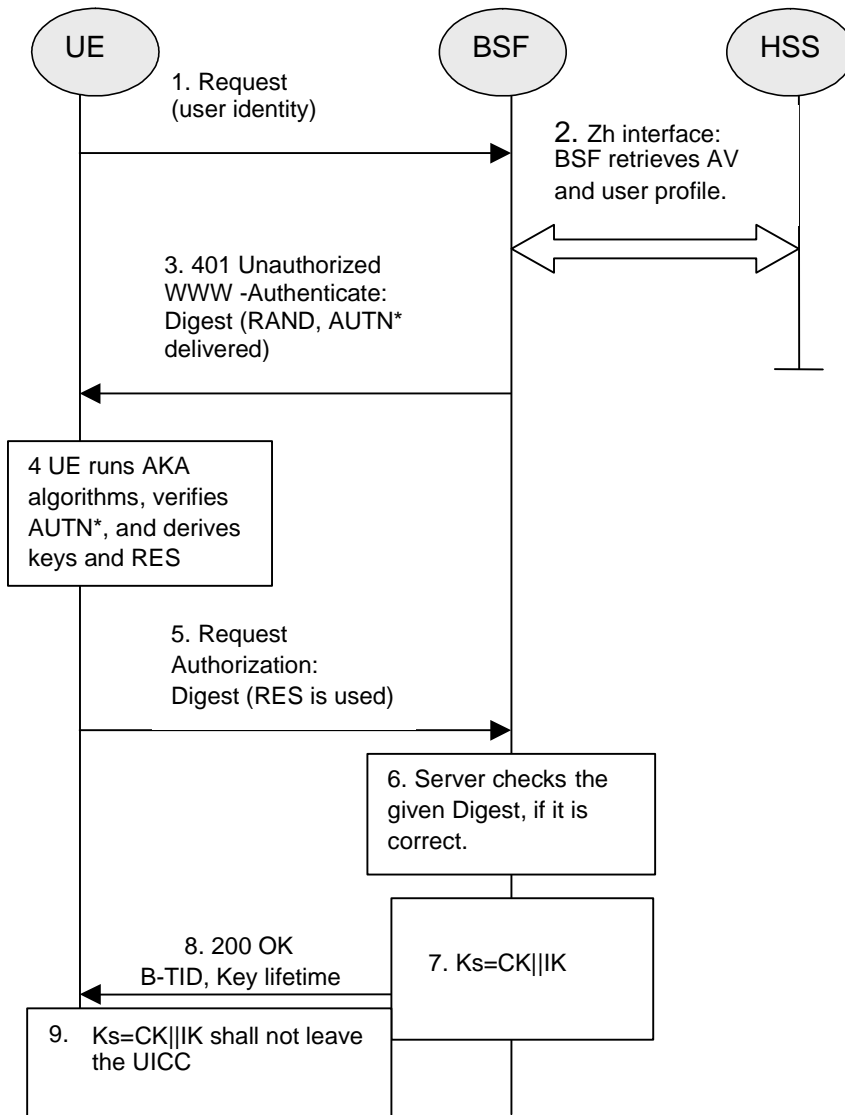 UE
BSF
HSS
1. Request
(user identity)
2. Zh interface:
BSF retrieves AV
and user profile.
3. 401 Unauthorized
WWW -Authenticate:
Digest (RAND, AUTN*
delivered)
4 UE runs AKA
algorithms, verifies
AUTN*, and derives
keys and RES
5. Request
Authorization:
Digest (RES is used)
6. Server checks the
given Digest, if it is
correct.
7. Ks=CK||IK
8. 200 OK
B-TID, Key lifetime
9. Ks=CK||IK shall not leave
the UICC